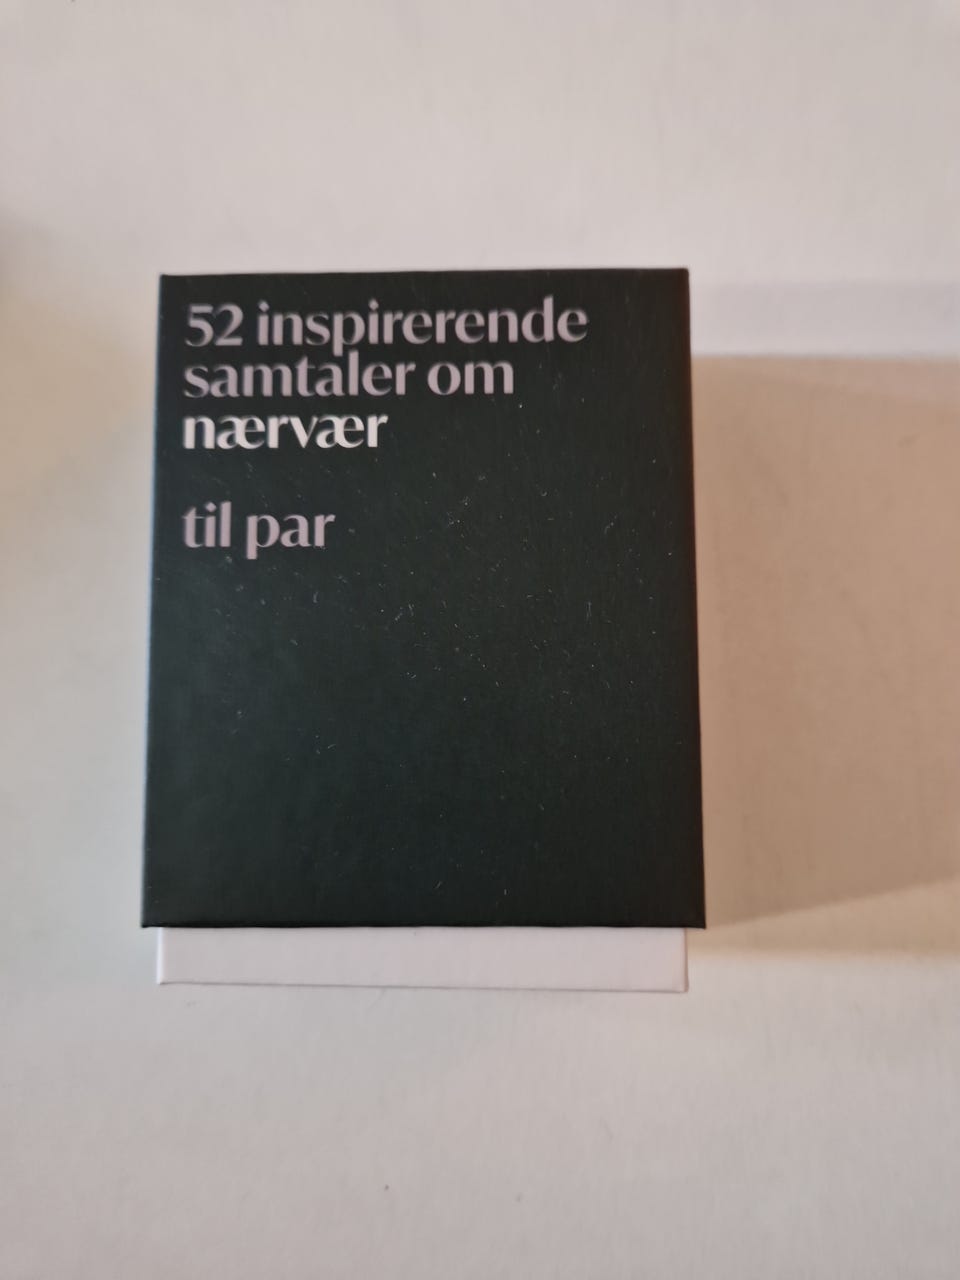 52 inspirerende
samtaler om
nærvær
til par